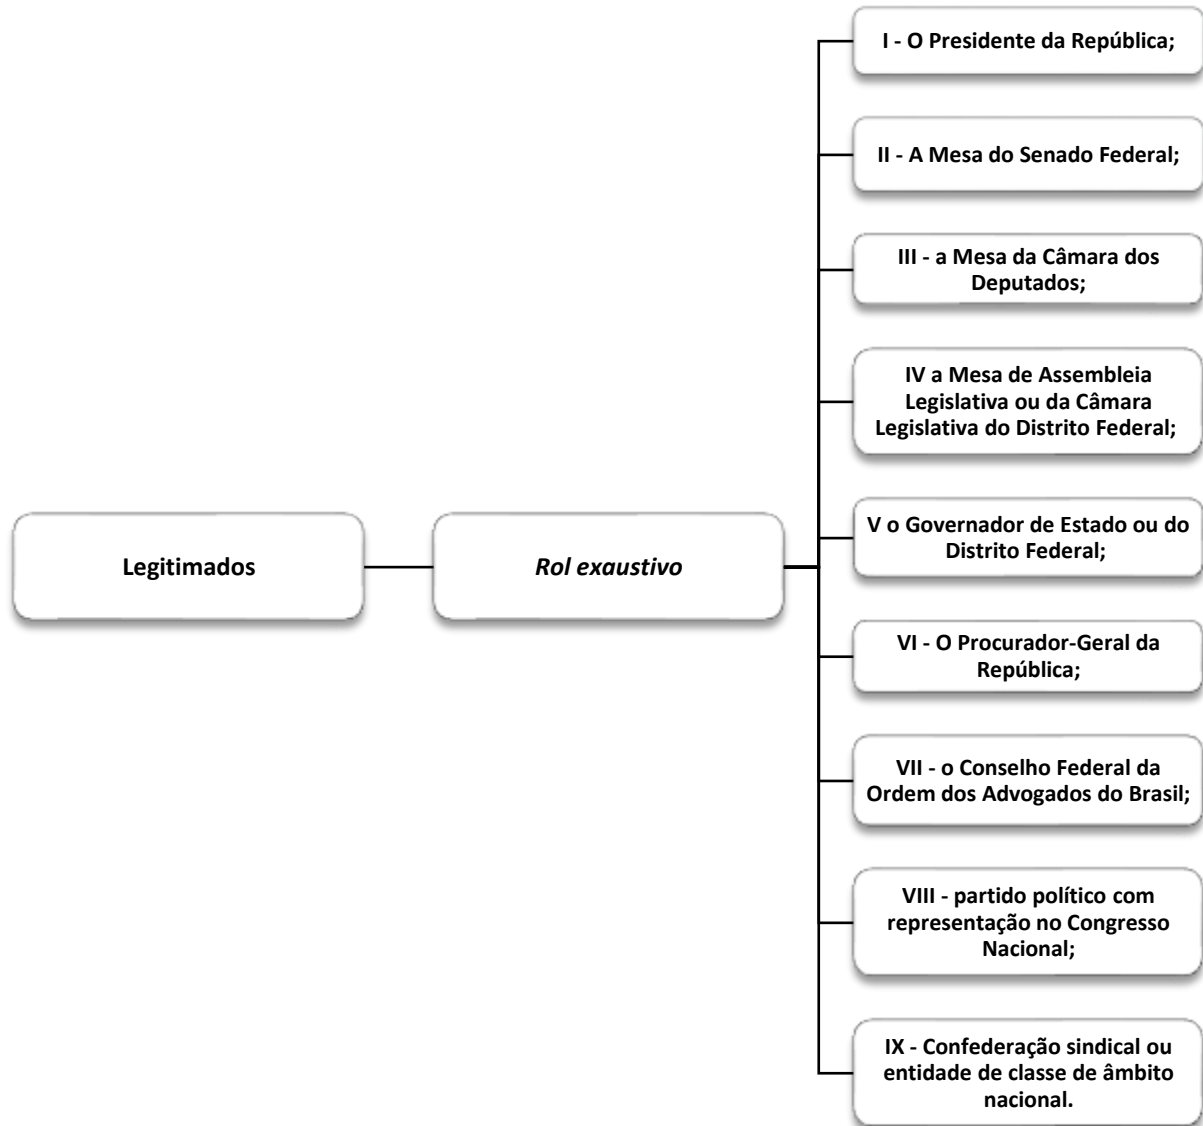 Legitimados
Rol exaustivo
I - O Presidente da República;
II - A Mesa do Senado Federal;
III - a Mesa da Câmara dos
Deputados;
IV a Mesa de Assembleia
Legislativa ou da Câmara
Legislativa do Distrito Federal;
V o Governador de Estado ou do
Distrito Federal;
VI - O Procurador-Geral da
República;
VII - o Conselho Federal da
Ordem dos Advogados do Brasil;
VIII - partido político com
representação no Congresso
Nacional;
IX - Confederação sindical ou
entidade de classe de âmbito
nacional.